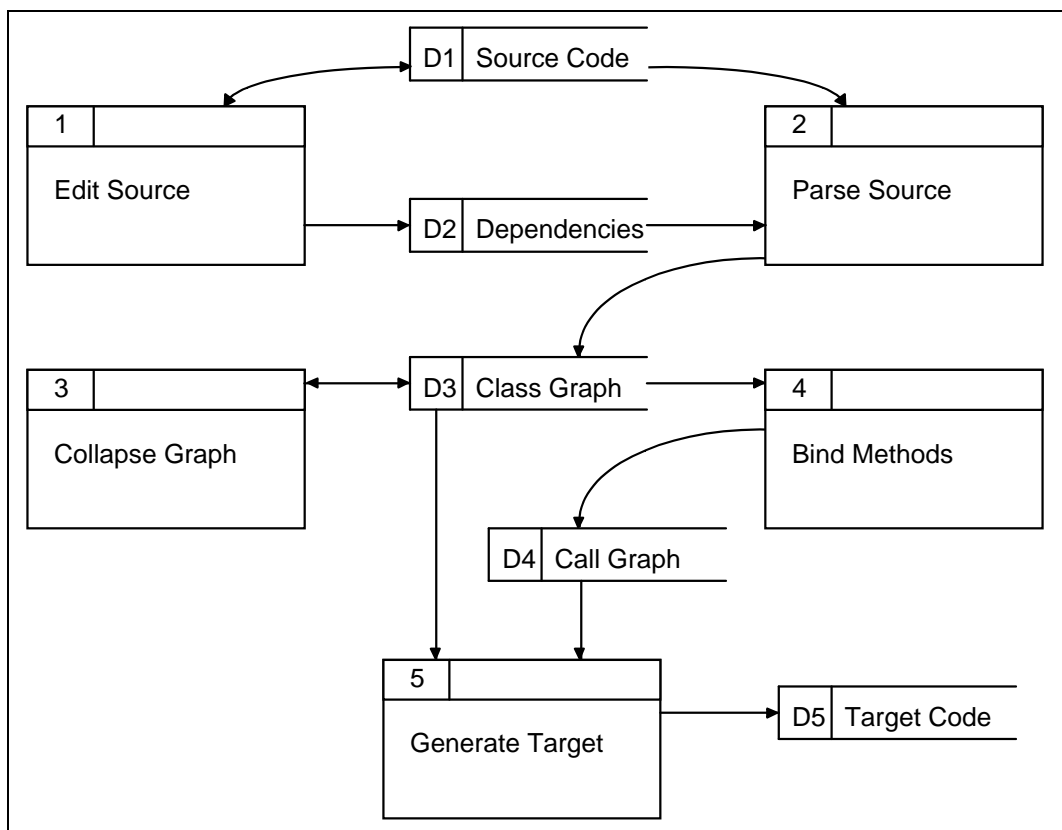 D1 Source Code
1
Edit Source
2
Parse Source
D2 Dependencies
3
Collapse Graph
D3 Class Graph
4
Bind Methods
D4 Call Graph
5
Generate Target
D5 Target Code